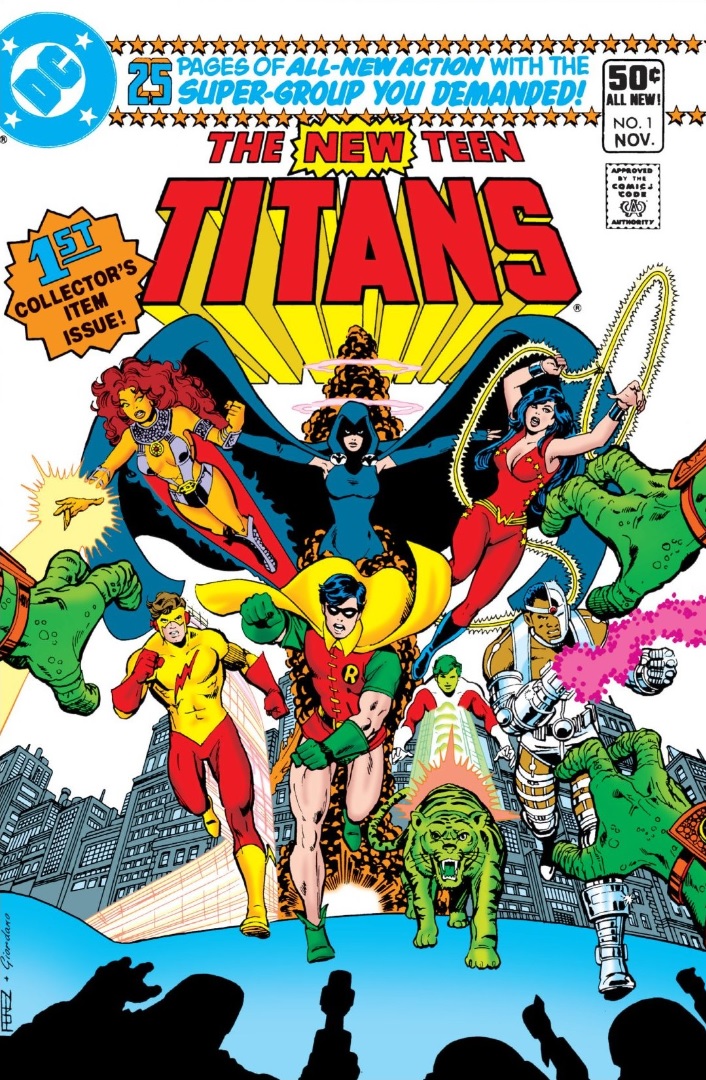 DC
®
25 PAGES OF ALL-NEW ACTION WITH THE
SUPER-GROUP YOU DEMANDED!
50¢
ALL NEW!
NO. 1
NOV.
APPROVED
BY THE
COMICS
CODE
CA
AUTHORITY
THE NEW TEEN
TITANS
®
1ST
COLLECTOR'S
ITEM
ISSUE!
R
PEREZ + Giordano